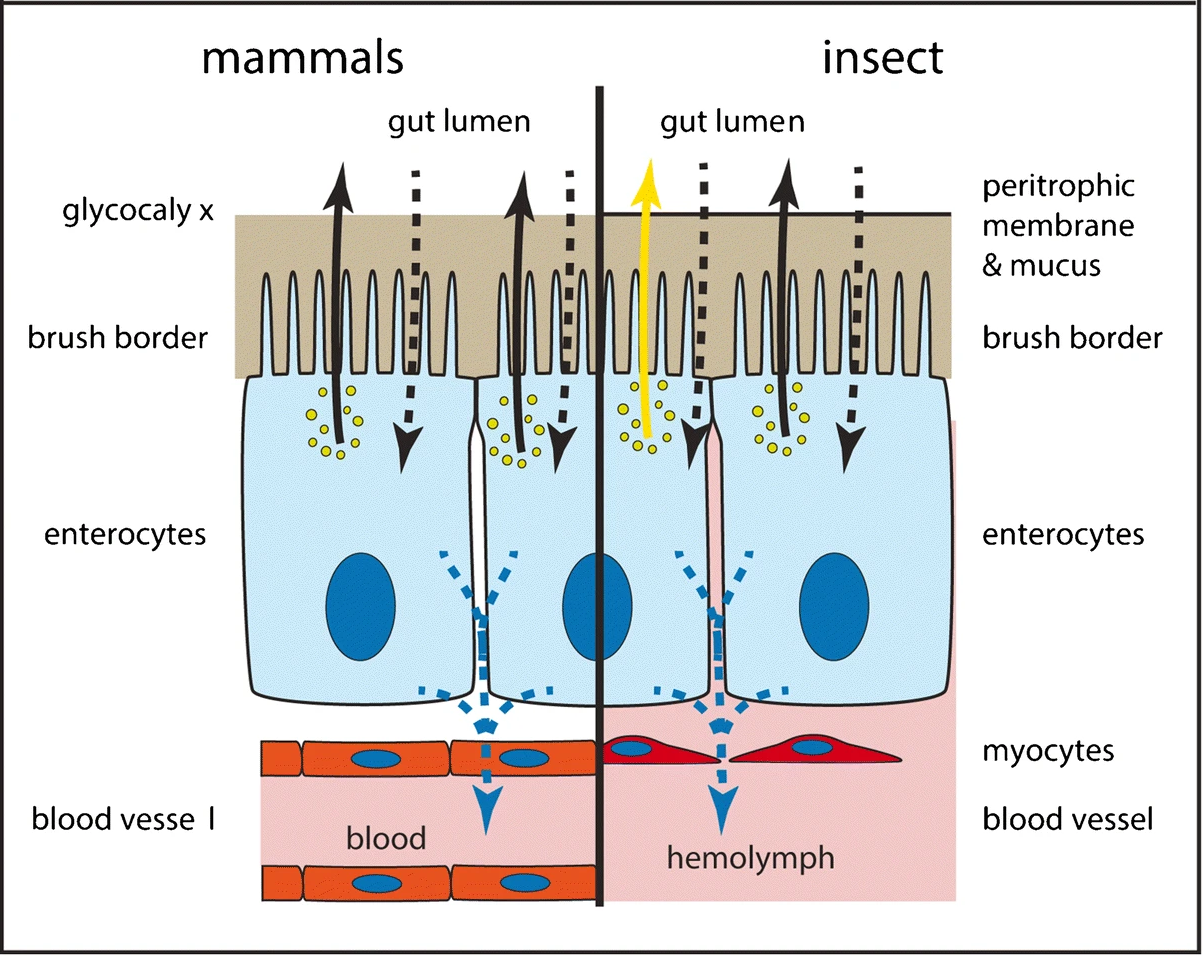 mammals
insect
gut lumen
gut lumen
glycocaly x
peritrophic
membrane
& mucus
brush border
brush border
enterocytes
enterocytes
myocytes
blood vesse l
blood vessel
blood
hemolymph